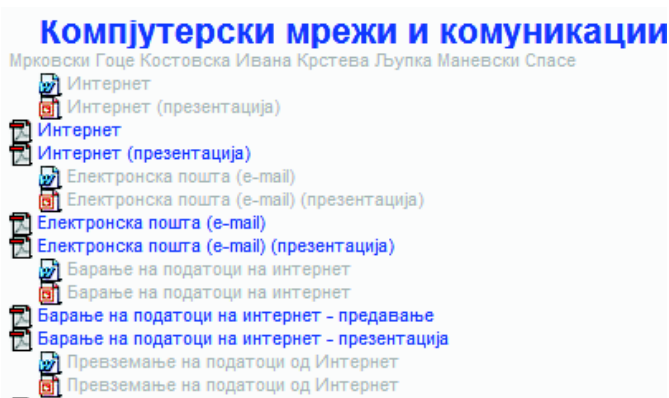 Компјутерски мрежи и комуникации
Мрковски Гоце Костовска Ивана Крстева Љупка Маневски Спасе
Интернет
Интернет (презентација)
Интернет
Интернет (презентација)
Електронска пошта (e-mail)
Електронска пошта (e-mail) (презентација)
Електронска пошта (e-mail)
Електронска пошта (e-mail) (презентација)
Барање на податоци на интернет
Барање на податоци на интернет
Барање на податоци на интернет - предавање
Барање на податоци на интернет - презентација
Превземање на податоци од Интернет
Превземање на податоци од Интернет